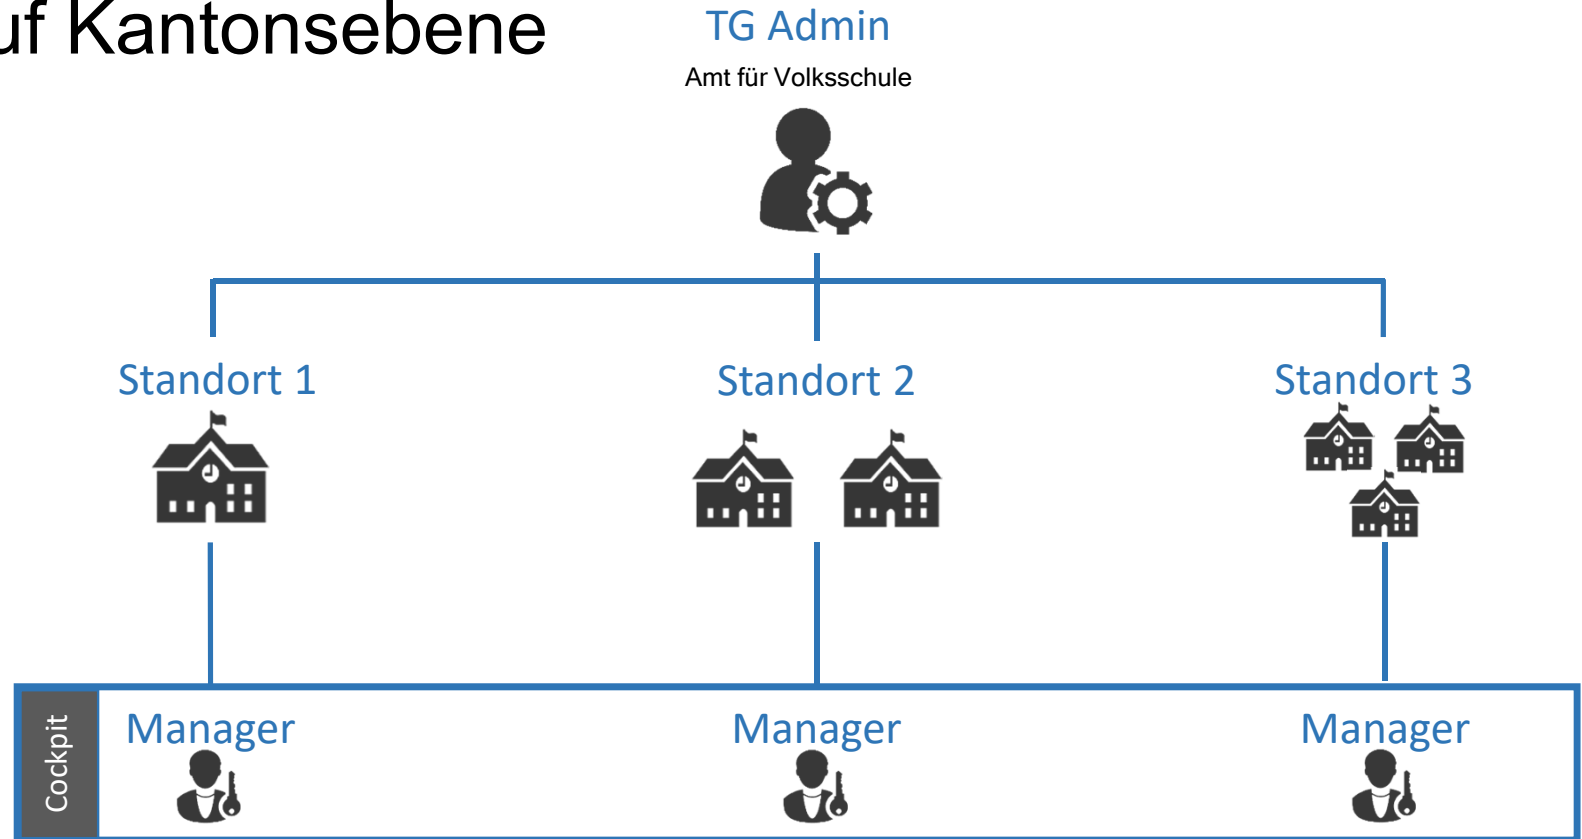 uf Kantonsebene
TG Admin
Amt für Volksschule
Standort 1
Standort 2
Standort 3
Cockpit
Manager
Manager
Manager